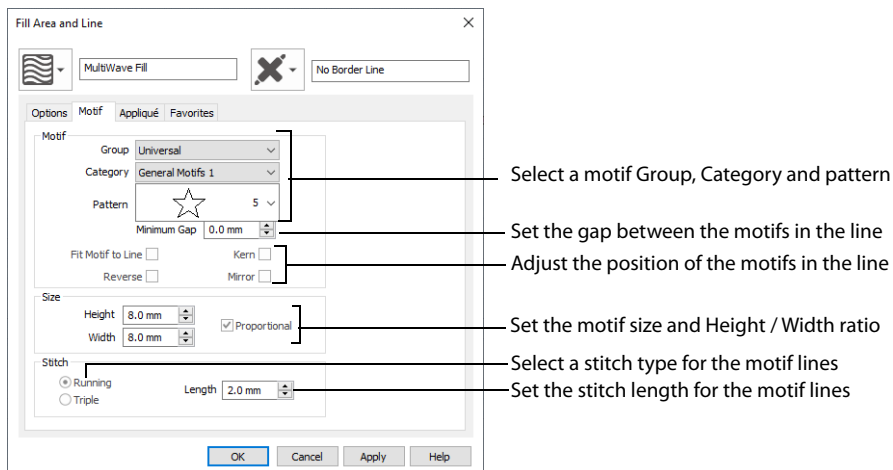 Fill Area and Line
MultiWave Fill
No Border Line
Options Motif Appliqué Favorites
Motif
Group Universal
Category General Motifs 1
Pattern 5
Select a motif Group, Category and pattern
Minimum Gap 0.0 mm
Set the gap between the motifs in the line
Fit Motif to Line Kern
Adjust the position of the motifs in the line
Reverse Mirror
Size
Height 8.0 mm
Proportional
Set the motif size and Height / Width ratio
Width 8.0 mm
Stitch
Select a stitch type for the motif lines
Running
Length 2.0 mm
Set the stitch length for the motif lines
Triple
OK Cancel Apply Help